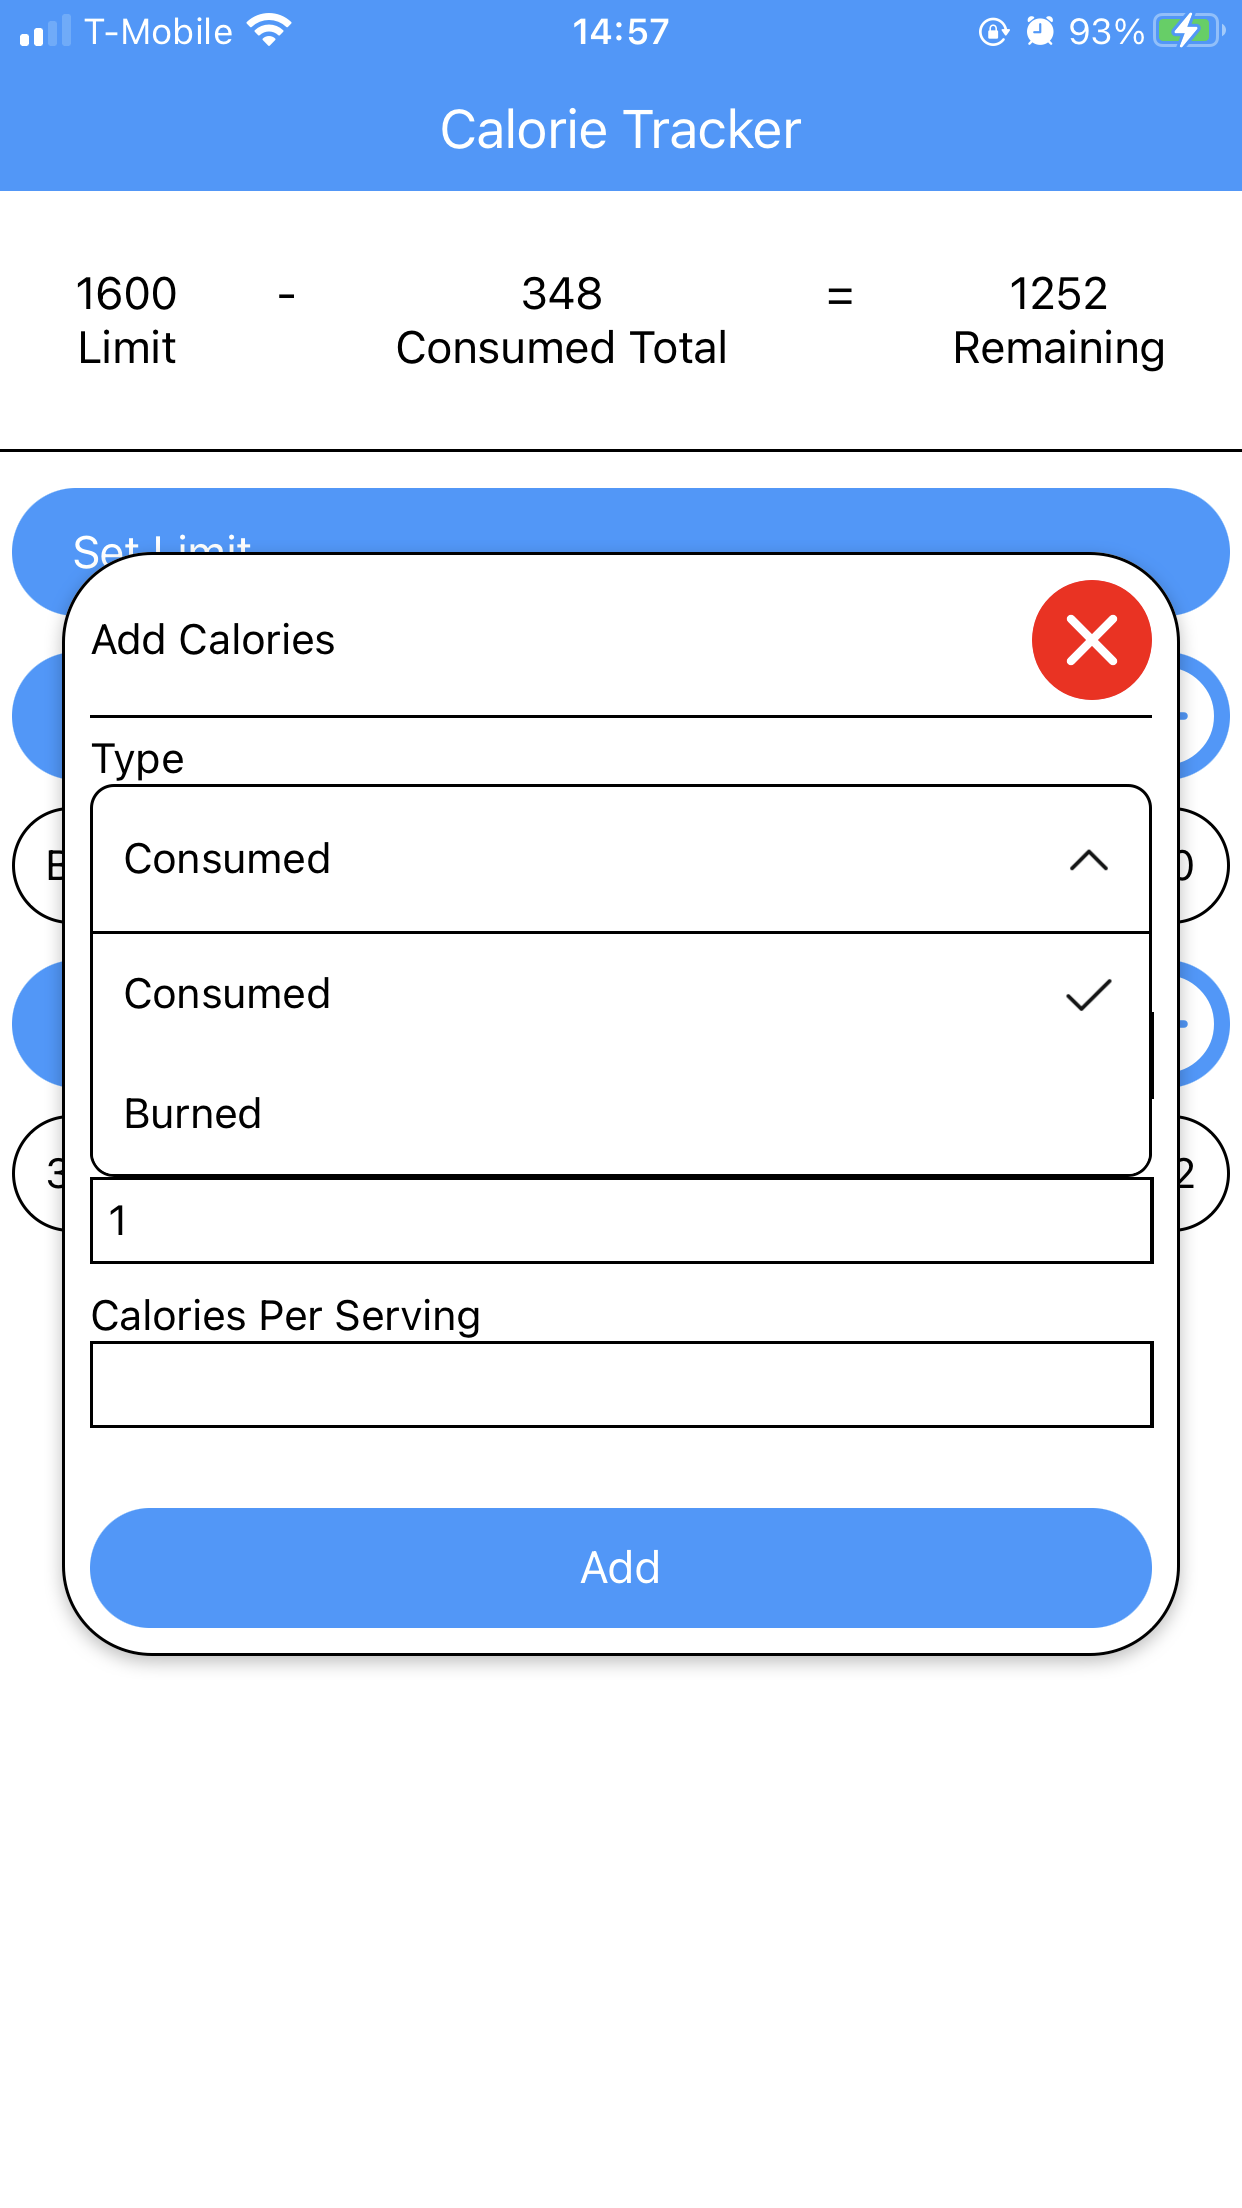 T-Mobile 14:57 93%
Calorie Tracker
1600 - 348 = 1252
Limit Consumed Total Remaining
Set Limit
Add Calories
Type
Consumed
Consumed
Burned
1
Calories Per Serving
Add